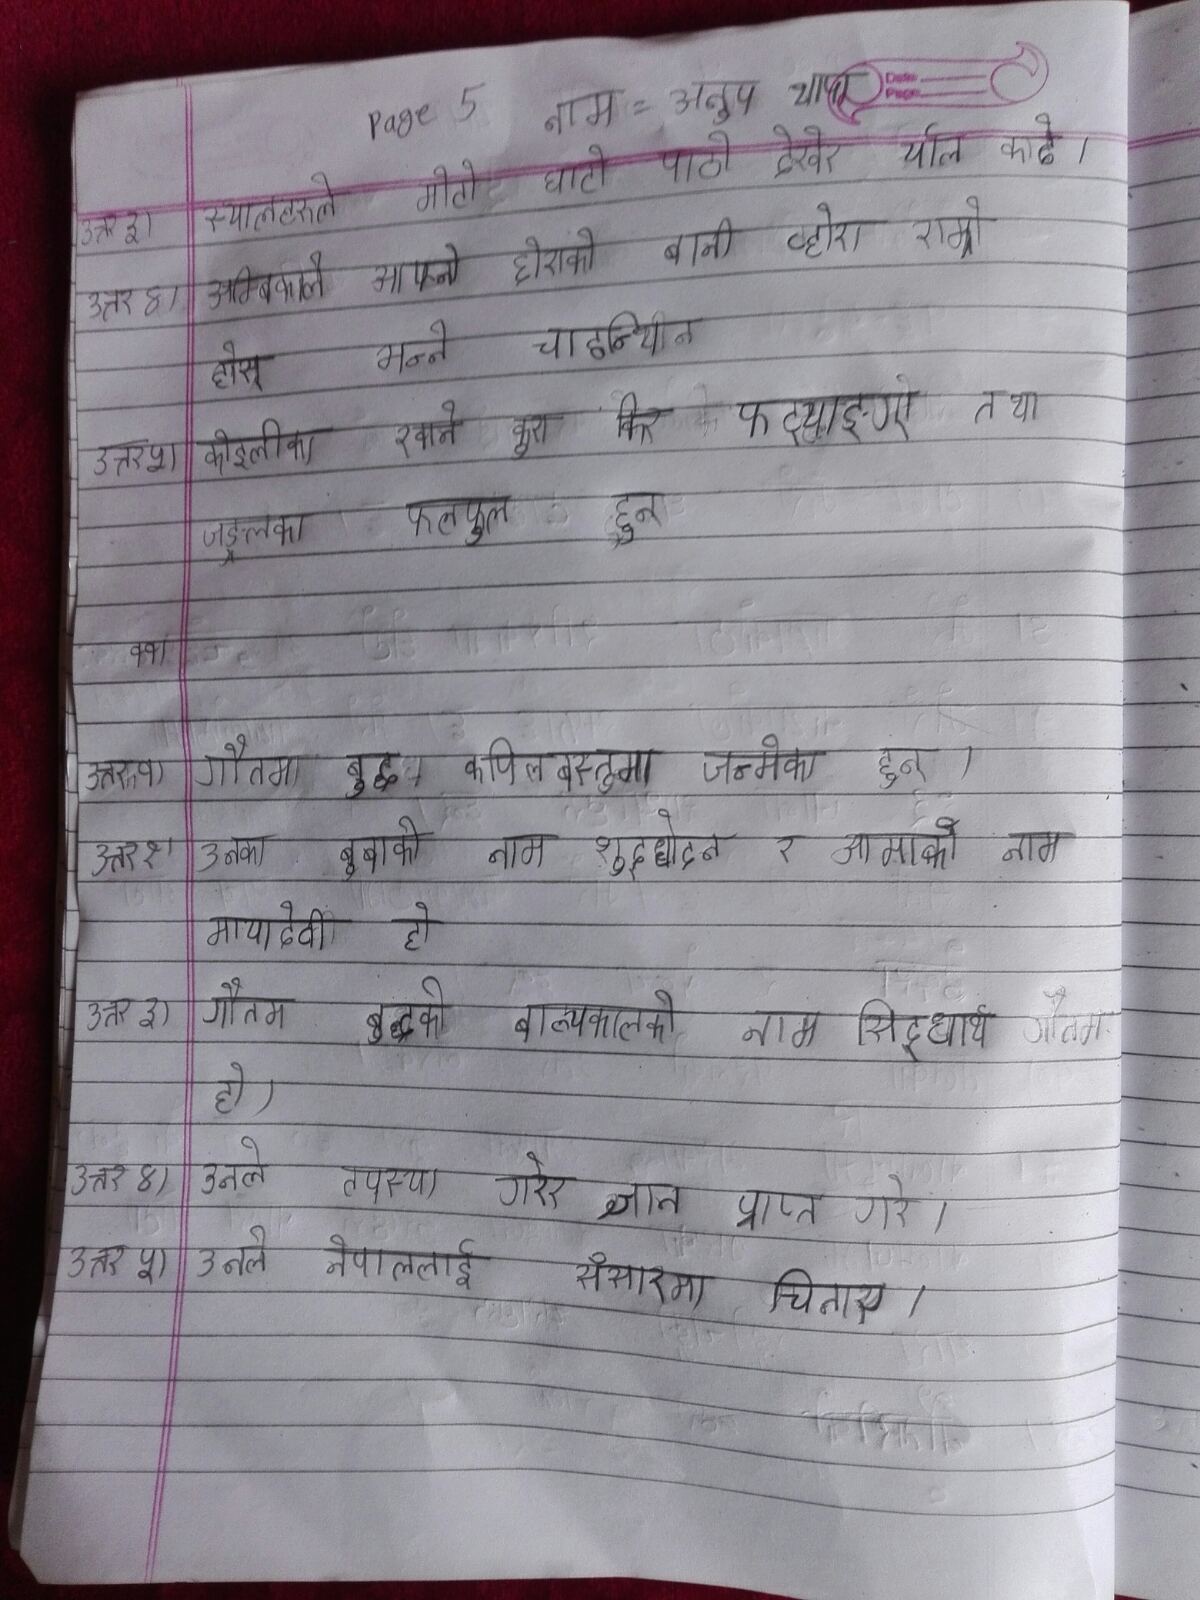 Page 5 नाम = अनुप थापा
Date:
Page:
उत्तर ३) स्यालहरुले मोटो घाटो पाठो देखेर र्याल काढे ।
उत्तर ४) अम्बिकाले आफ्नो छोराको बानी व्होरा राम्रो
होस् भन्ने चाहन्थिन
उत्तर ५) कोइलीका खाने कुरा किरा फट्याङ्ग्रा तथा
जङ्गलका फलफुल हुन्
११)
उत्तर १) गौतमा बुद्ध कपिलबस्तुमा जन्मेका हुन् ।
उत्तर २) उनका बुबाको नाम शुद्धोदन र आमाको नाम
मायादेवी हो
उत्तर ३) गौतम बुद्धको बाल्यकालको नाम सिद्धार्थ गौतम
हो ।
उत्तर ४) उनले तपस्या गरेर ज्ञान प्राप्त गरे ।
उत्तर ५) उनले नेपाललाई सँसारमा चिनाए ।